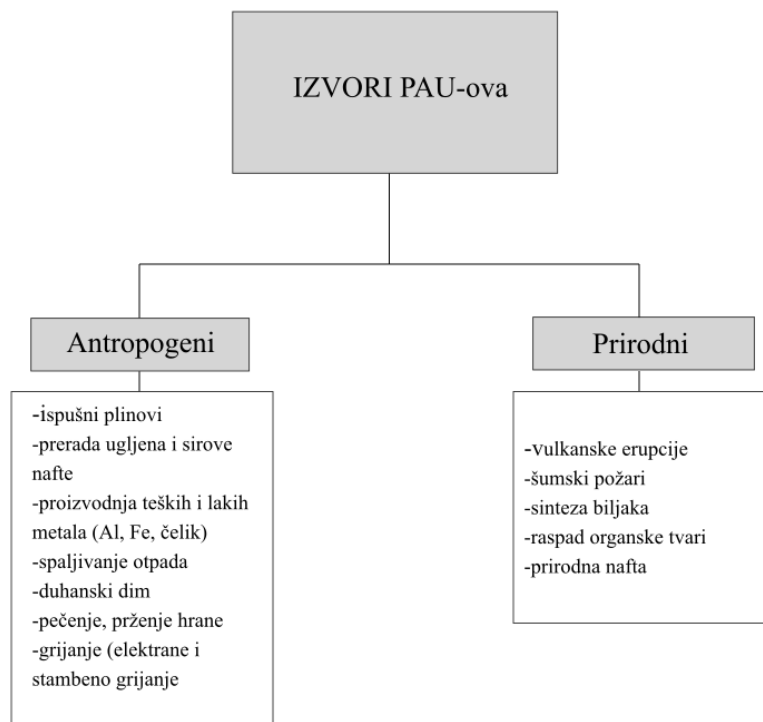 IZVORI PAU-ova
Antropogeni
-ispušni plinovi
-prerada ugljena i sirove
nafte
-proizvodnja teških i lakih
metala (Al, Fe, čelik)
-spaljivanje otpada
-duhanski dim
-pečenje, prženje hrane
-grijanje (elektrane i
stambeno grijanje
Prirodni
-vulkanske erupcije
-šumski požari
-sinteza biljaka
-raspad organske tvari
-prirodna nafta